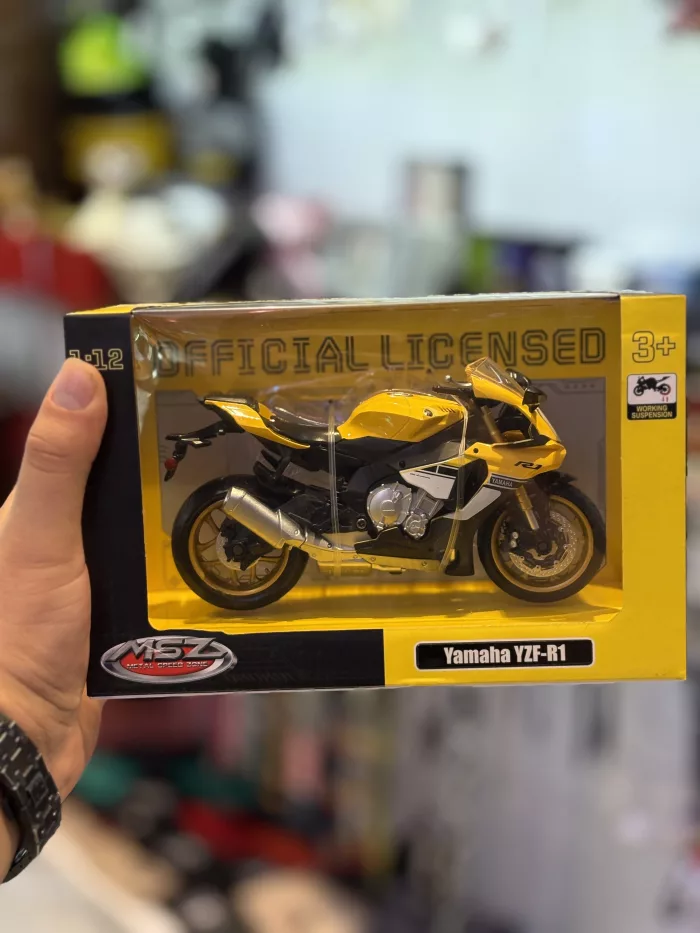 1:12
OFFICIAL LICENSED
3+
WORKING
SUSPENSION
R1
YAMAHA
MSZ
METAL SPEED ZONE
Yamaha YZF-R1